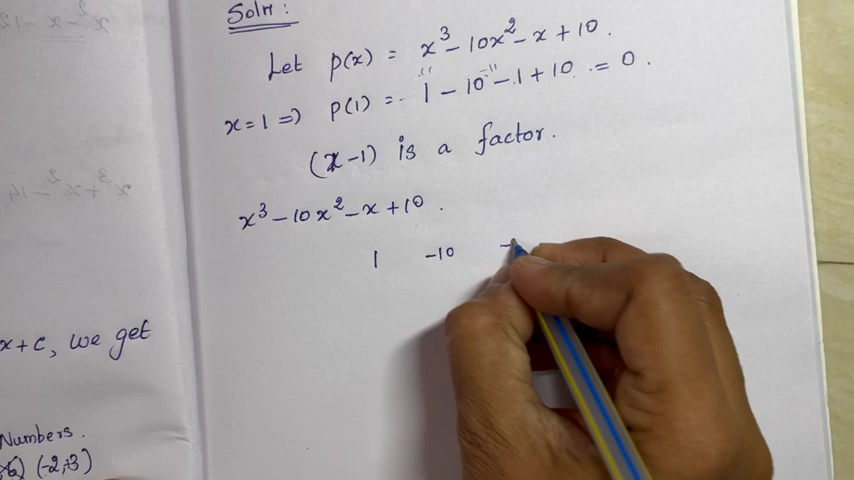 Soln:
Let p(x) = x³ - 10x² - x + 10.
x=1 => p(1) = 1 - 10 - 1 + 10 = 0.
(x-1) is a factor.
x³ - 10x² - x + 10.
1 -10 -
x + c, we get
Numbers.
(-2,+3)